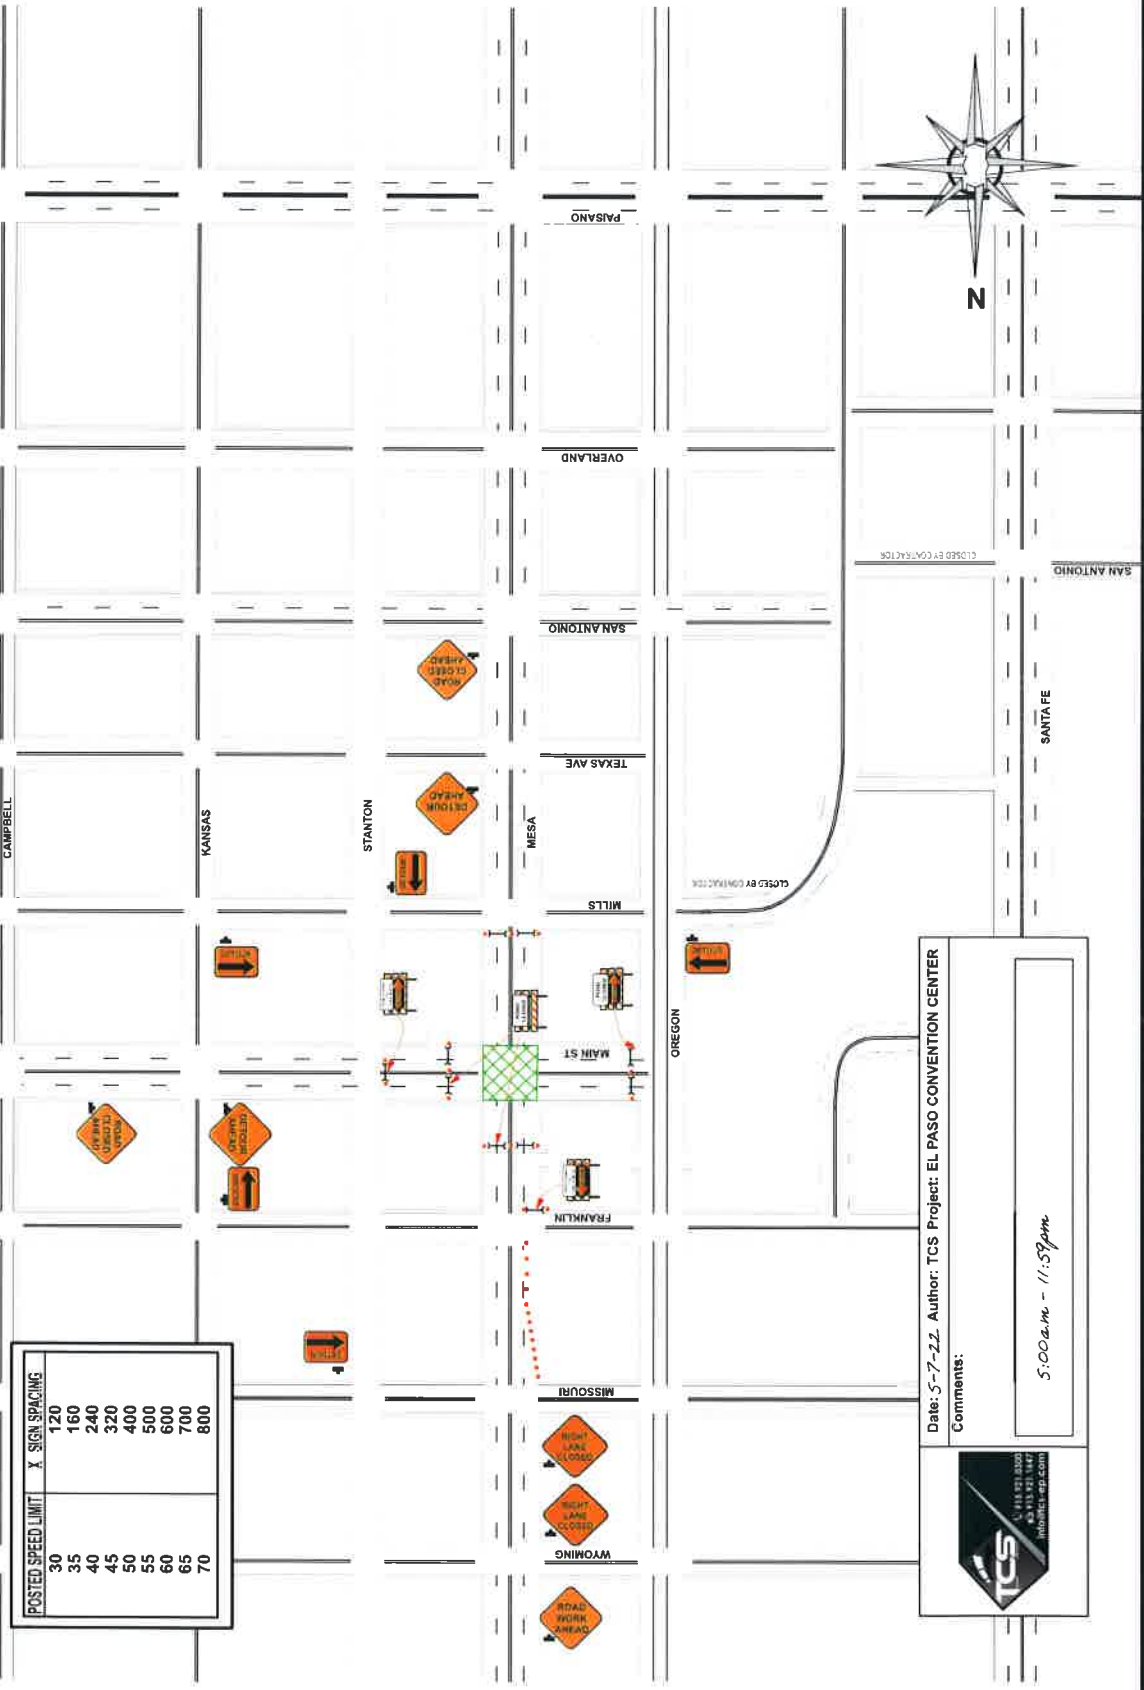 POSTED SPEED LIMIT X SIGN SPACING
30 120
35 160
40 240
45 320
50 400
55 500
60 600
65 700
70 800
CAMPBELL
KANSAS
STANTON
MESA
OREGON
SANTA FE
PAISANO
OVERLAND
SAN ANTONIO
SAN ANTONIO
CLOSED BY CONTRACTOR
TEXAS AVE
MILLS
CLOSED BY CONTRACTOR
MAIN ST
FRANKLIN
MISSOURI
WYOMING
N
ROAD
CLOSED
AHEAD
DETOUR
AHEAD
DETOUR
DETOUR
DETOUR
ROAD
CLOSED
AHEAD
DETOUR
AHEAD
DETOUR
DETOUR
ROAD
CLOSED
RIGHT
LANE
CLOSED
RIGHT
LANE
CLOSED
ROAD
WORK
AHEAD
Date: 5-7-22 Author: TCS Project: EL PASO CONVENTION CENTER
Comments:
5:00a.m - 11:59pm
TCS
info@tcs-ep.com